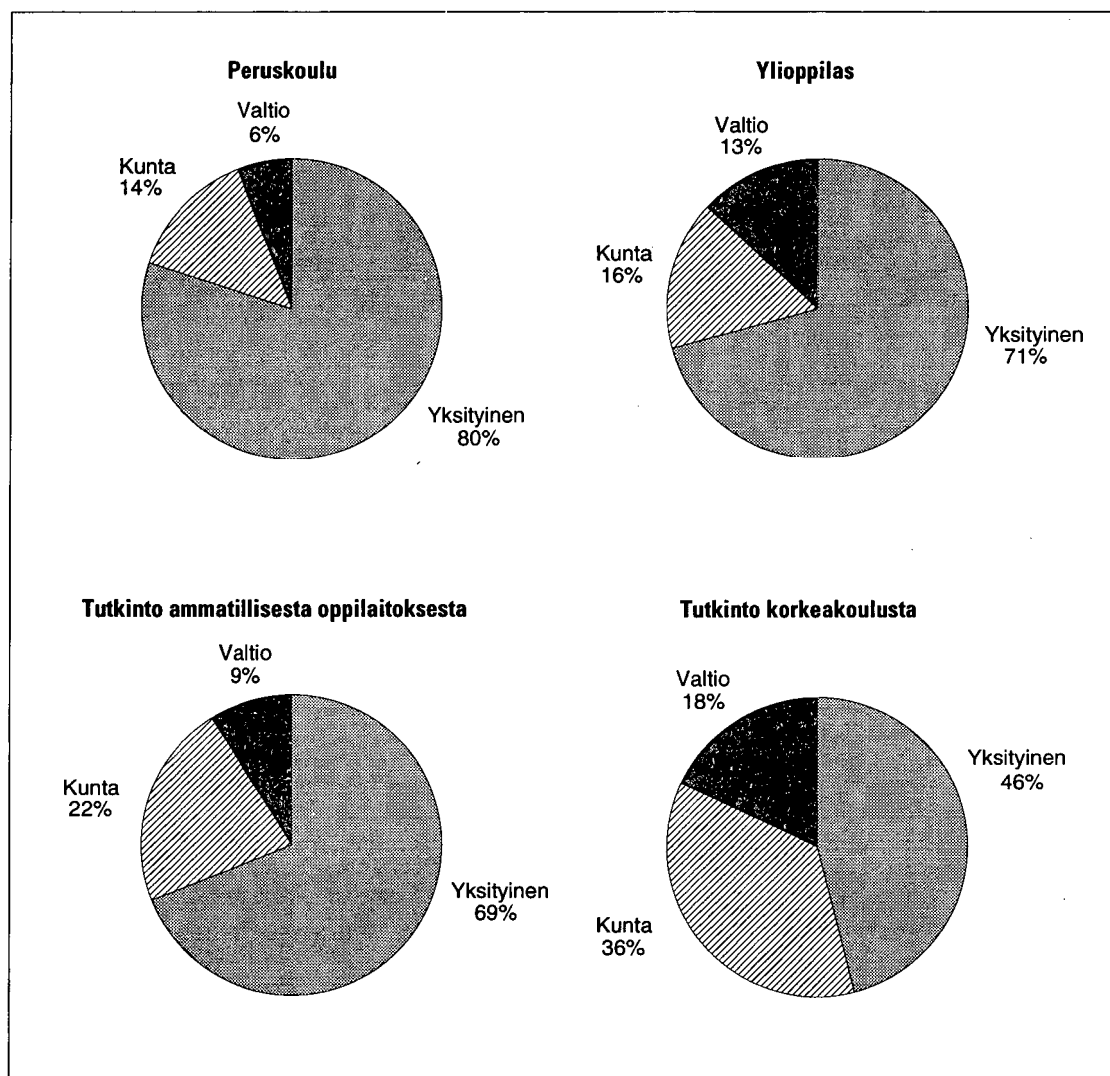 Peruskoulu
Valtio
6%
Kunta
14%
Yksityinen
80%
Ylioppilas
Valtio
13%
Kunta
16%
Yksityinen
71%
Tutkinto ammatillisesta oppilaitoksesta
Valtio
9%
Kunta
22%
Yksityinen
69%
Tutkinto korkeakoulusta
Valtio
18%
Yksityinen
46%
Kunta
36%